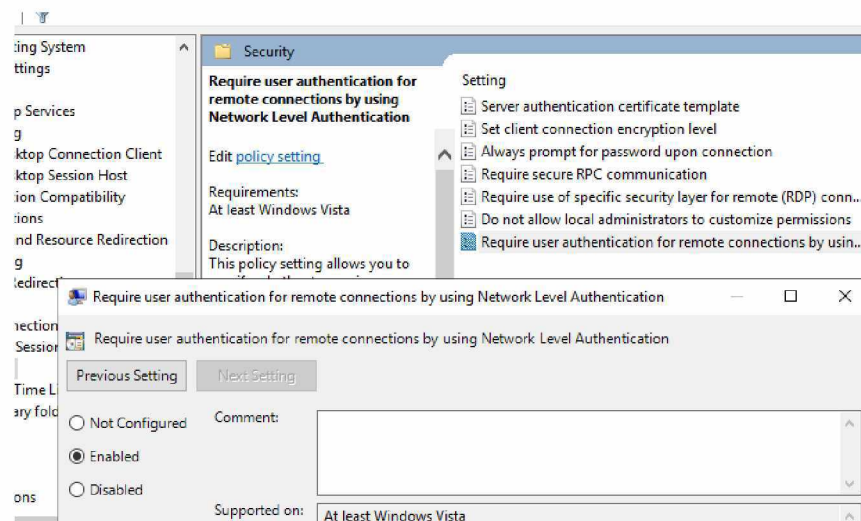 ting System
ttings
p Services
g
ktop Connection Client
ktop Session Host
tion Compatibility
tions
nd Resource Redirection
g
Redirect
nection
Session
Time Li
ary fold
ons
Security
Require user authentication for
remote connections by using
Network Level Authentication
Edit policy setting
Requirements:
At least Windows Vista
Description:
This policy setting allows you to
Setting
Server authentication certificate template
Set client connection encryption level
Always prompt for password upon connection
Require secure RPC communication
Require use of specific security layer for remote (RDP) conn...
Do not allow local administrators to customize permissions
Require user authentication for remote connections by usin...
Require user authentication for remote connections by using Network Level Authentication
Require user authentication for remote connections by using Network Level Authentication
Previous Setting
Next Setting
Not Configured
Enabled
Disabled
Comment:
Supported on:
At least Windows Vista